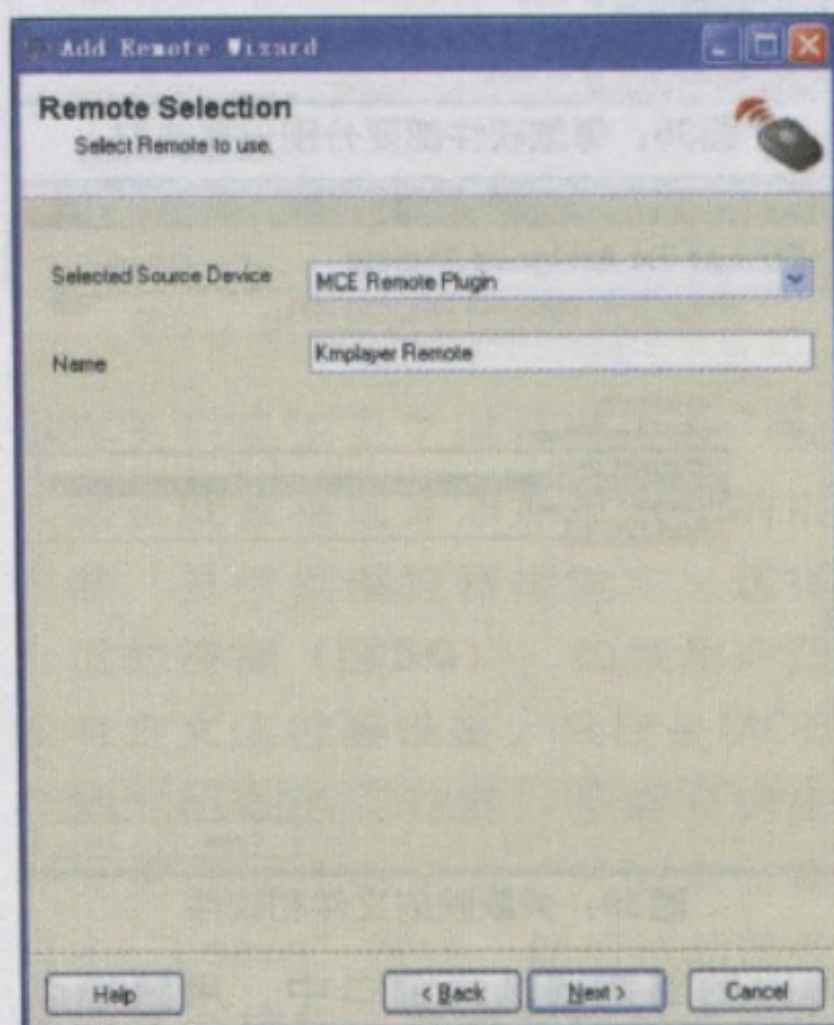 Add Remote Wizard
Remote Selection
Select Remote to use.
Selected Source Device
MCE Remote Plugin
Name
Kmplayer Remote
Help
< Back
Next >
Cancel